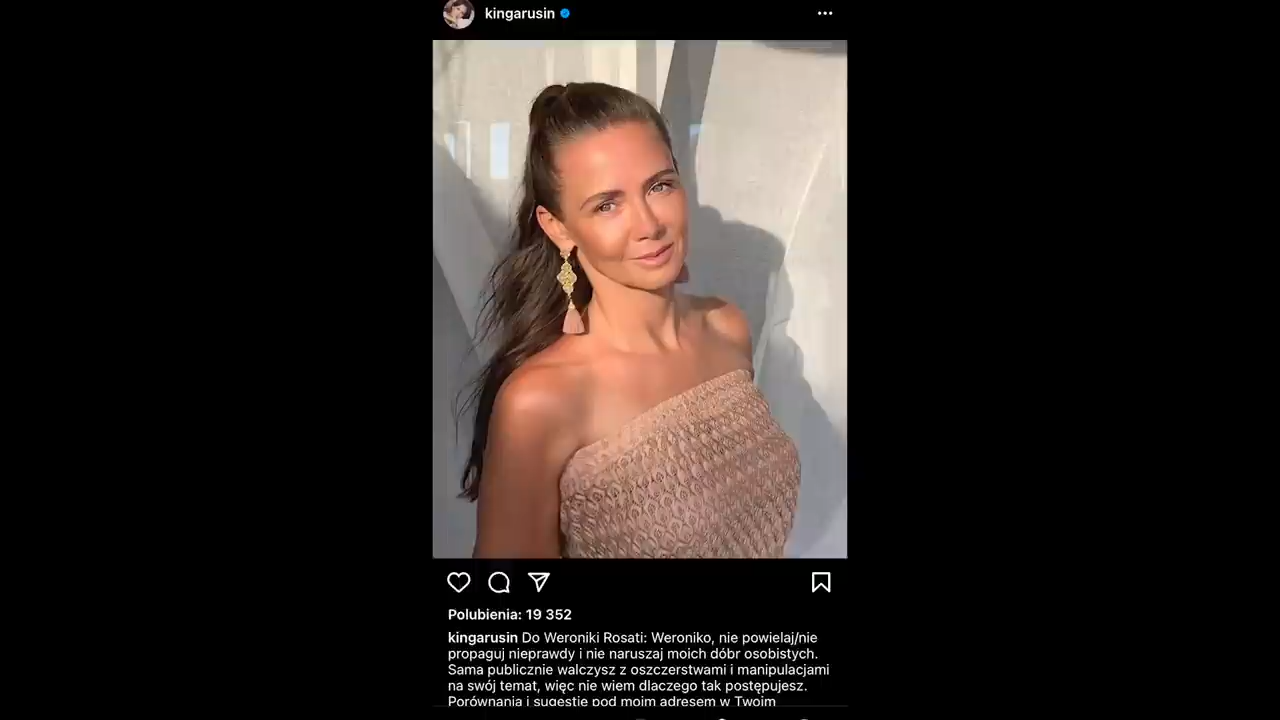 kingarusin
Polubienia: 19 352
kingarusin Do Weroniki Rosati: Weroniko, nie powielaj/nie
propaguj nieprawdy i nie naruszaj moich dóbr osobistych.
Sama publicznie walczysz z oszczerstwami i manipulacjami
na swój temat, więc nie wiem dlaczego tak postępujesz.
Porównania i sugestie pod moim adresem w Twoim